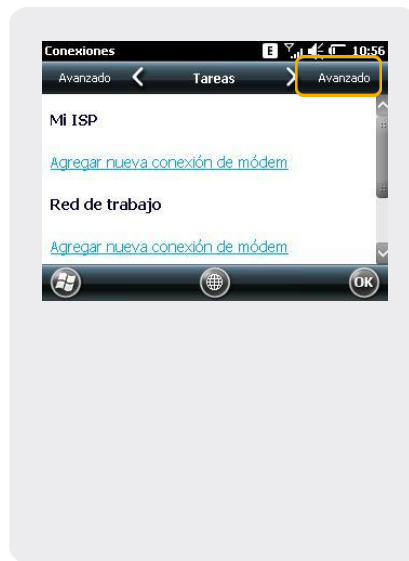 Conexiones E 10:56
Avanzado Tareas Avanzado
Mi ISP
Agregar nueva conexión de módem
Red de trabajo
Agregar nueva conexión de módem
OK